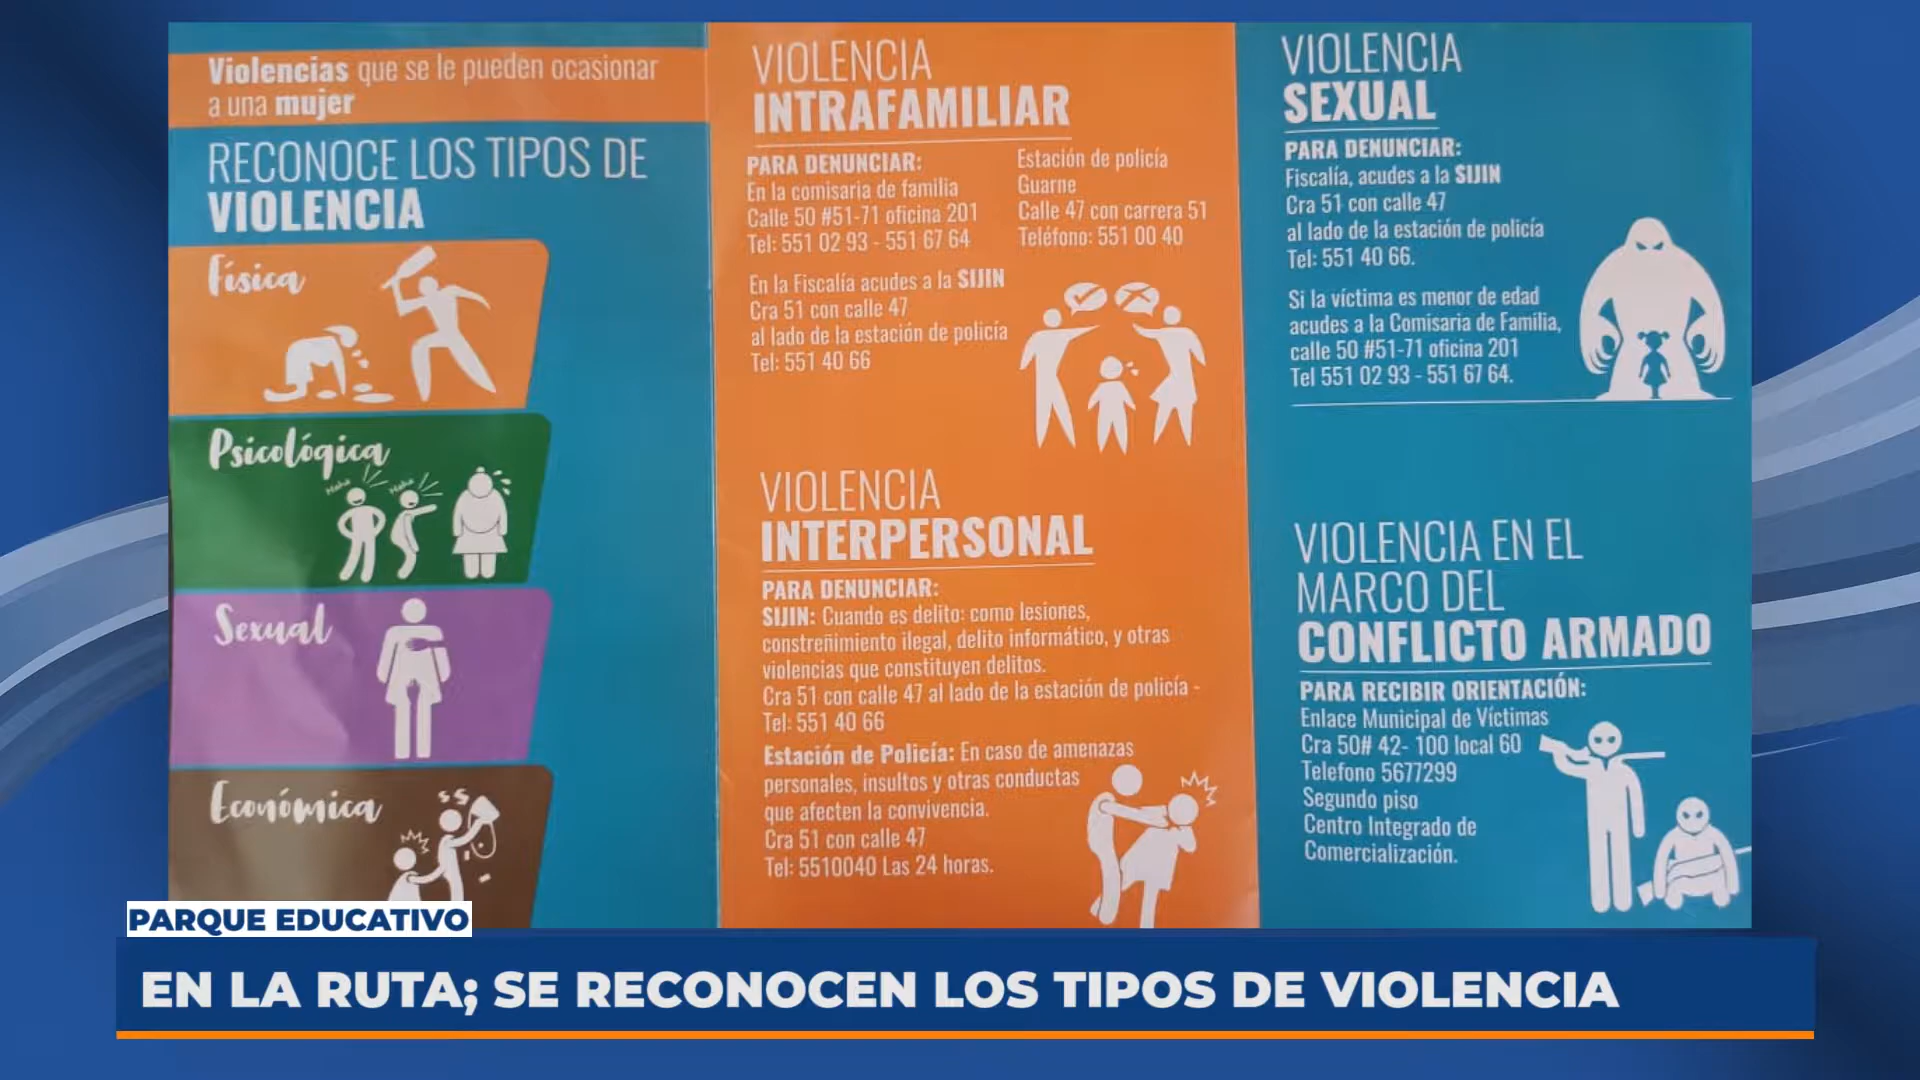 Violencias que se le pueden ocasionar
a una mujer
RECONOCE LOS TIPOS DE
VIOLENCIA
Física
Psicológica
Haha
Haha
Sexual
Económica
$$
VIOLENCIA
INTRAFAMILIAR
PARA DENUNCIAR:
En la comisaria de familia
Calle 50 #51-71 oficina 201
Tel: 551 02 93 - 551 67 64
Estación de policía
Guarne
Calle 47 con carrera 51
Teléfono: 551 00 40
En la Fiscalía acudes a la SIJIN
Cra 51 con calle 47
al lado de la estación de policía
Tel: 551 40 66
VIOLENCIA
INTERPERSONAL
PARA DENUNCIAR:
SIJIN: Cuando es delito: como lesiones,
constreñimiento ilegal, delito informático, y otras
violencias que constituyen delitos.
Cra 51 con calle 47 al lado de la estación de policía -
Tel: 551 40 66
Estación de Policía: En caso de amenazas
personales, insultos y otras conductas
que afecten la convivencia.
Cra 51 con calle 47
Tel: 5510040 Las 24 horas.
VIOLENCIA
SEXUAL
PARA DENUNCIAR:
Fiscalía, acudes a la SIJIN
Cra 51 con calle 47
al lado de la estación de policía
Tel: 551 40 66.
Si la víctima es menor de edad
acudes a la Comisaria de Familia,
calle 50 #51-71 oficina 201
Tel 551 02 93 - 551 67 64.
VIOLENCIA EN EL
MARCO DEL
CONFLICTO ARMADO
PARA RECIBIR ORIENTACIÓN:
Enlace Municipal de Víctimas
Cra 50# 42- 100 local 60
Telefono 5677299
Segundo piso
Centro Integrado de
Comercialización.
PARQUE EDUCATIVO
EN LA RUTA; SE RECONOCEN LOS TIPOS DE VIOLENCIA